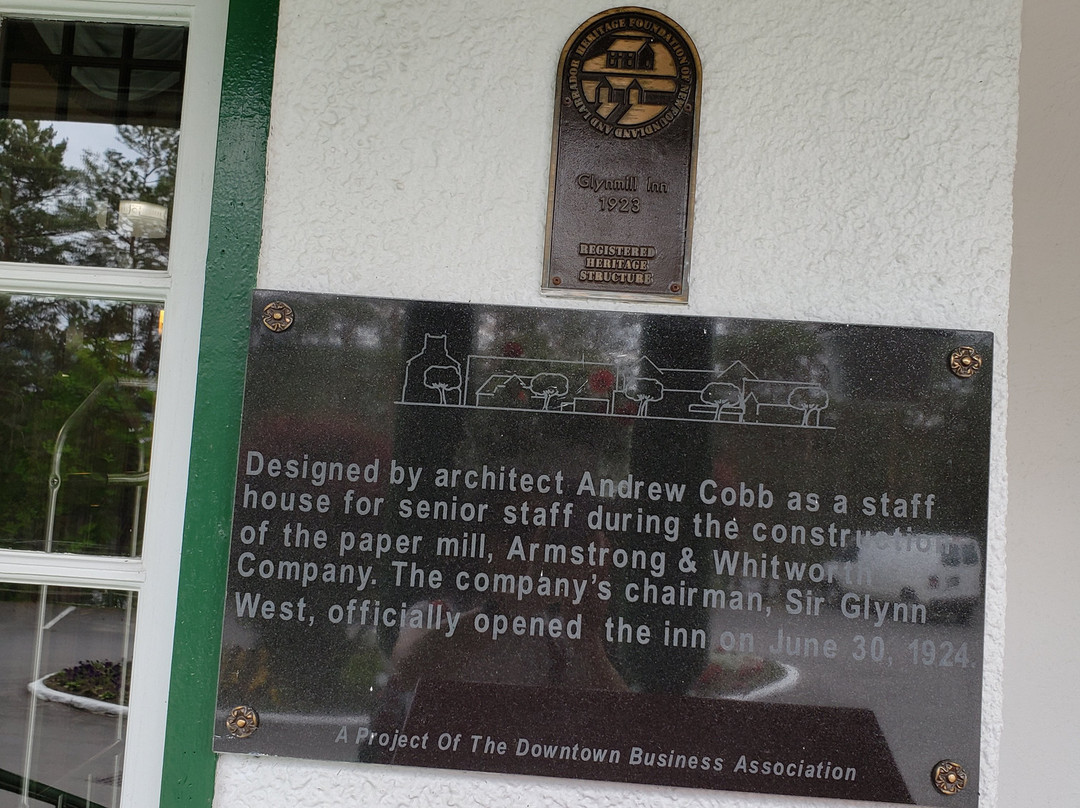 HERITAGE FOUNDATION OF NEWFOUNDLAND AND LABRADOR
Glynmill Inn
1923
REGISTERED
HERITAGE
STRUCTURE
Designed by architect Andrew Cobb as a staff
house for senior staff during the construction
of the paper mill, Armstrong & Whitworth
Company. The company's chairman, Sir Glynn
West, officially opened the inn on June 30, 1924.
A Project Of The Downtown Business Association